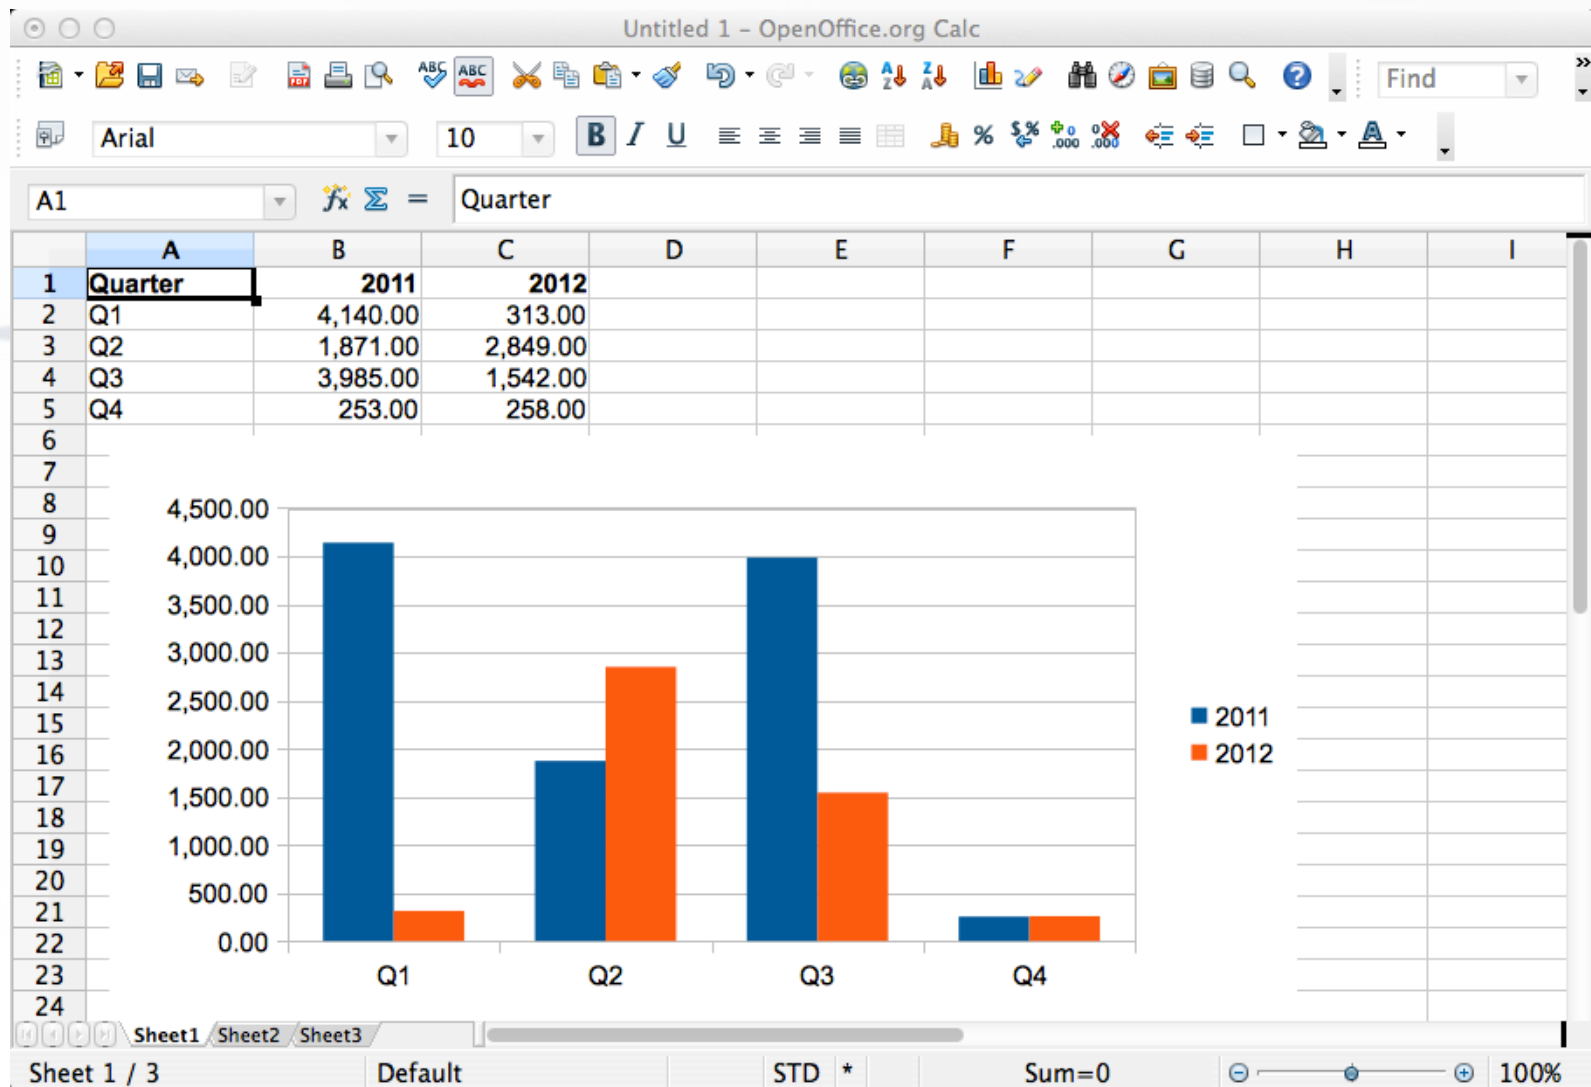 Untitled 1 – OpenOffice.org Calc
ABC ABC Find
Arial 10 B I U
A1 = Quarter
A B C D E F G H I
1 Quarter 2011 2012
2 Q1 4,140.00 313.00
3 Q2 1,871.00 2,849.00
4 Q3 3,985.00 1,542.00
5 Q4 253.00 258.00
6
7
8
9
10
11
12
13
14
15
16
17
18
19
20
21
22
23
24
4,500.00
4,000.00
3,500.00
3,000.00
2,500.00
2,000.00
1,500.00
1,000.00
500.00
0.00
Q1 Q2 Q3 Q4
2011
2012
Sheet1 Sheet2 Sheet3
Sheet 1 / 3 Default STD * Sum=0 100%